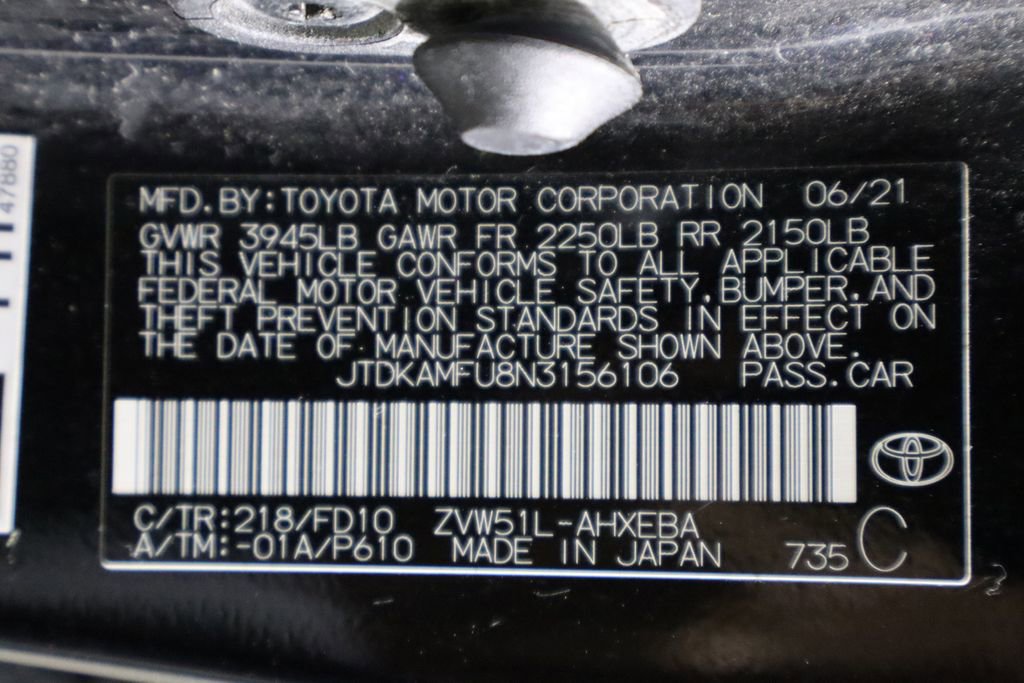 MFD.BY:TOYOTA MOTOR CORPORATION 06/21
GVWR 3945LB GAWR FR 2250LB RR 2150LB
THIS VEHICLE CONFORMS TO ALL APPLICABLE
FEDERAL MOTOR VEHICLE SAFETY,BUMPER,AND
THEFT PREVENTION STANDARDS IN EFFECT ON
THE DATE OF MANUFACTURE SHOWN ABOVE.
JTDKAMFU8N3156106 PASS.CAR
C/TR:218/FD10 ZVW51L-AHXEBA
A/TM:-01A/P610 MADE IN JAPAN 735 C